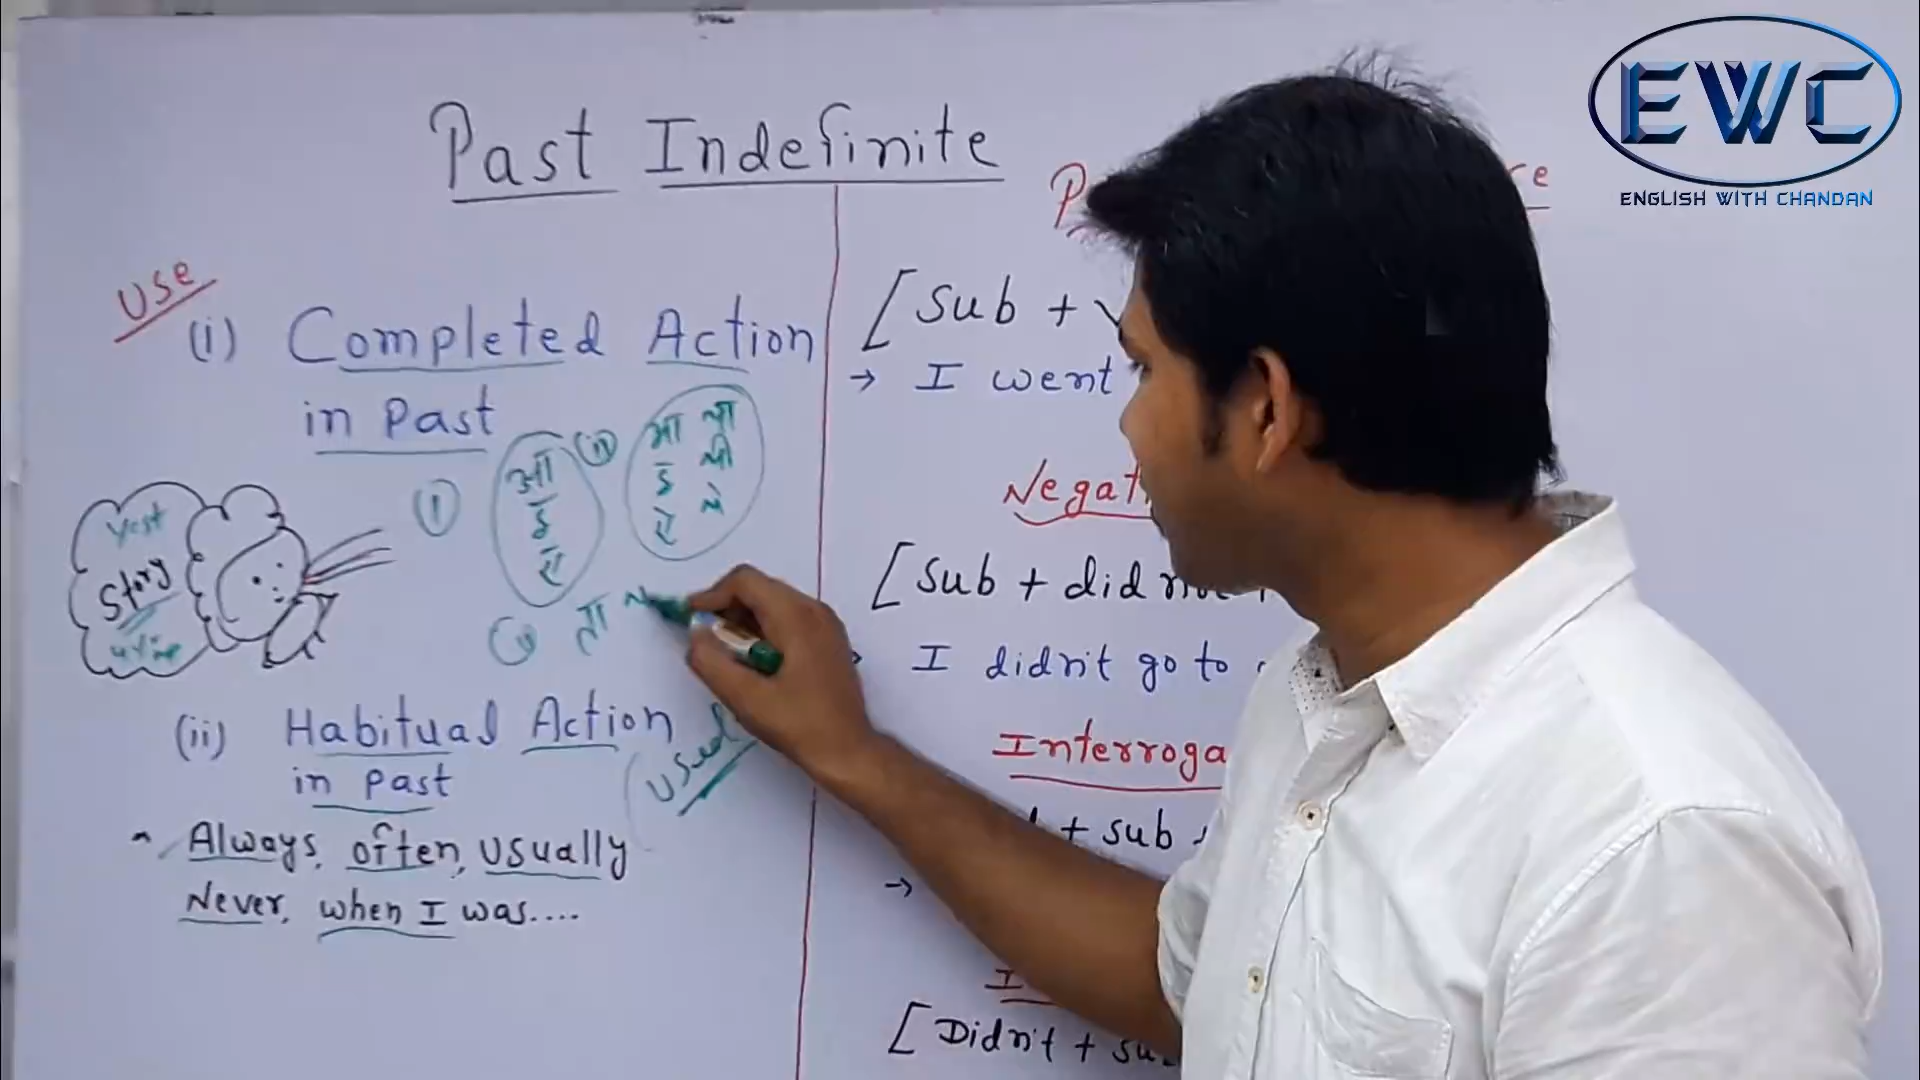 EWC
ENGLISH WITH CHANDAN
Past Indefinite
Use
(i) Completed Action
in Past
(i) आ
ई
ए
(ii) आ था
ई थी
ए थे
(iii) ता
Yest
Story
(ii) Habitual Action
in past
used
Always, often, usually
Never, when I was....
[Sub +
→ I went
Negat
[Sub + did not
I didn't go to
Interroga
+ sub
→
I
[Didn't + su